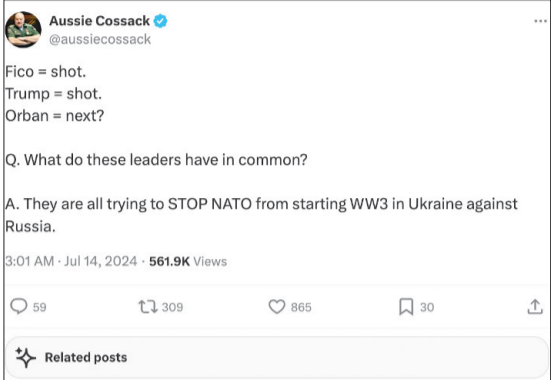 Aussie Cossack
@aussiecossack
Fico = shot.
Trump = shot.
Orban = next?
Q. What do these leaders have in common?
A. They are all trying to STOP NATO from starting WW3 in Ukraine against
Russia.
3:01 AM · Jul 14, 2024 · 561.9K Views
59 309 865 30
Related posts